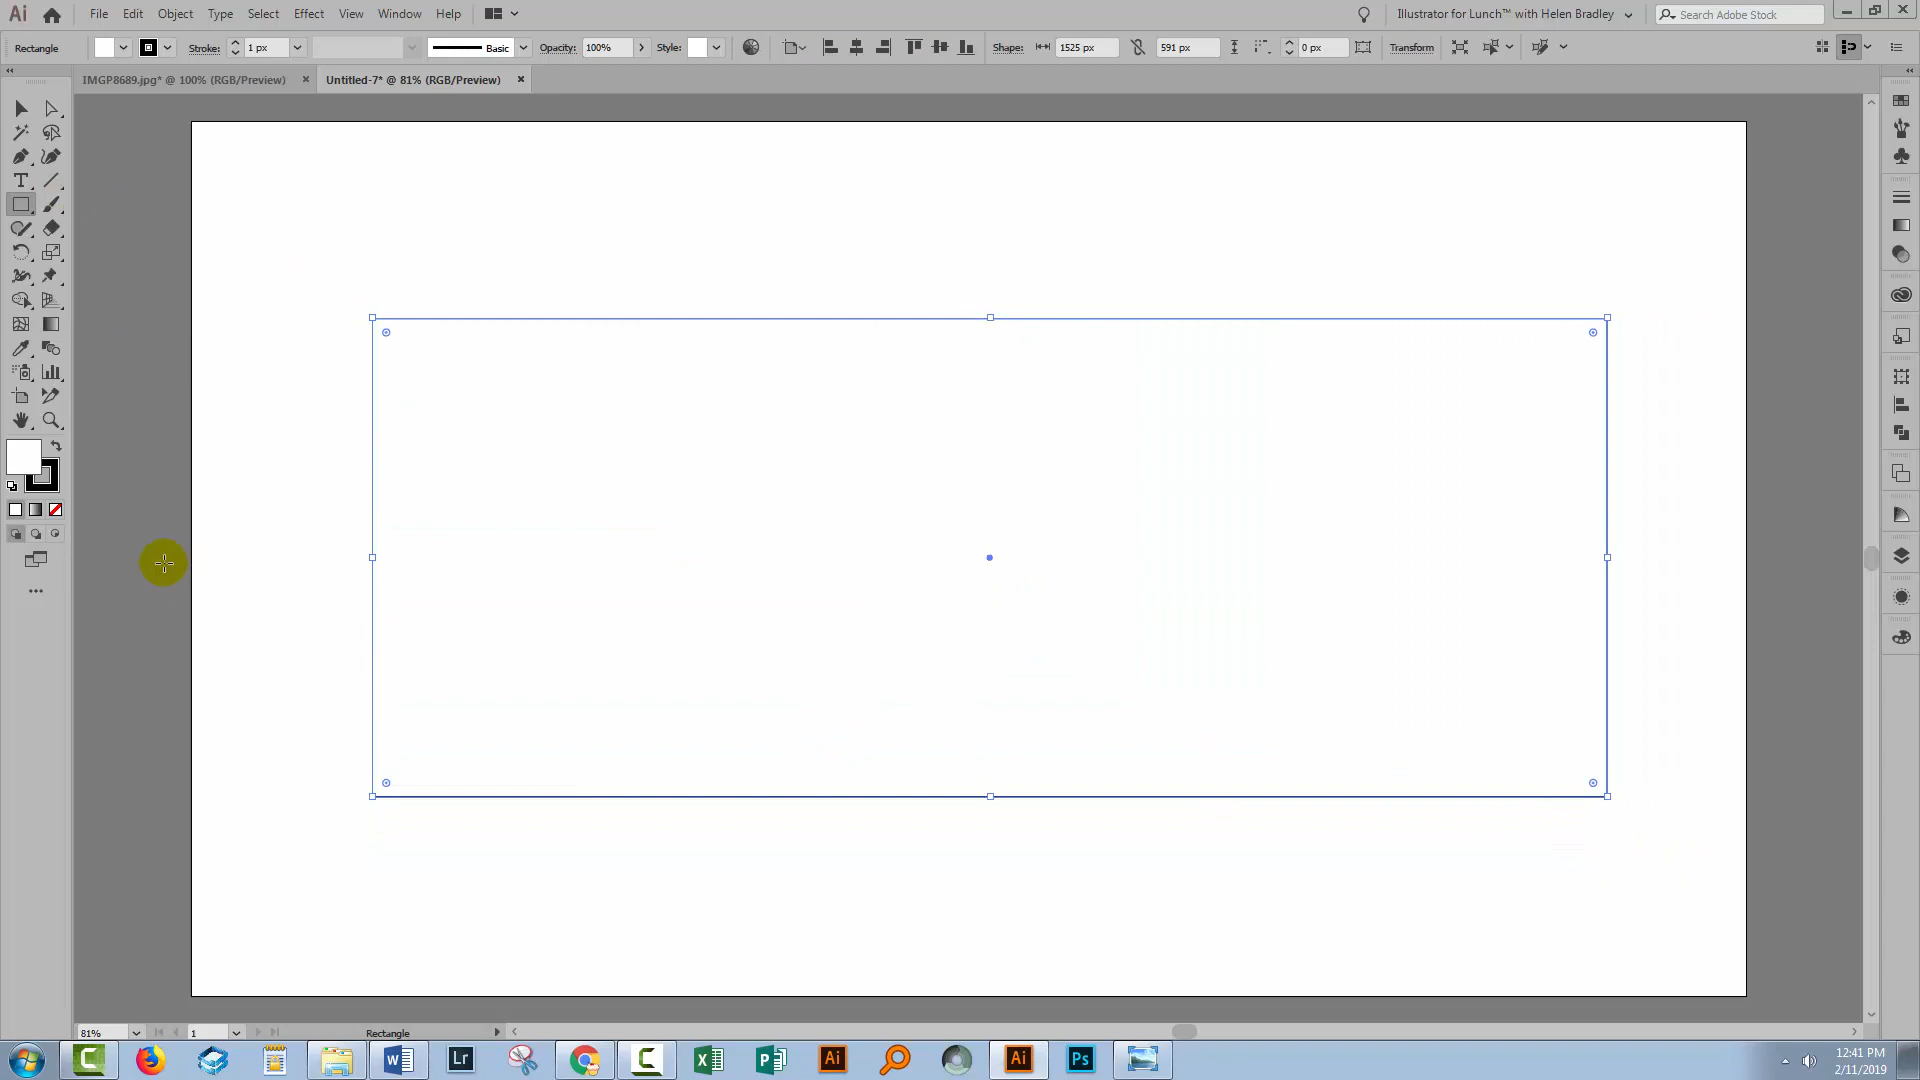 Ai File Edit Object Type Select Effect View Window Help Illustrator for Lunch™ with Helen Bradley Search Adobe Stock
Rectangle Stroke: 1 px Basic Opacity: 100% Style: Shape: 1525 px 591 px 0 px Transform
IMGP8689.jpg* @ 100% (RGB/Preview) Untitled-7* @ 81% (RGB/Preview)
T
81% 1 Rectangle
Lr Ai Ai Ps 12:41 PM
2/11/2019